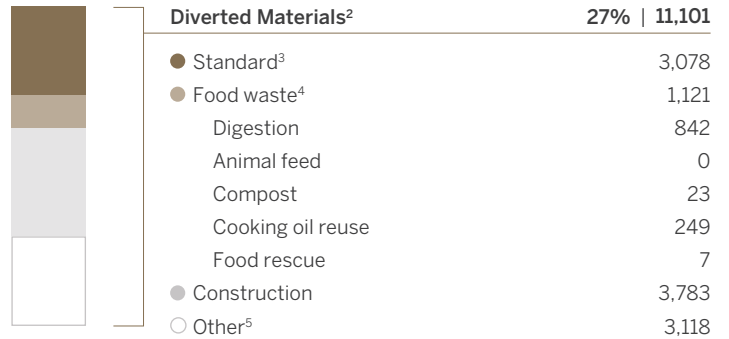 Diverted Materials² 27% | 11,101
Standard³ 3,078
Food waste⁴ 1,121
Digestion 842
Animal feed 0
Compost 23
Cooking oil reuse 249
Food rescue 7
Construction 3,783
Other⁵ 3,118